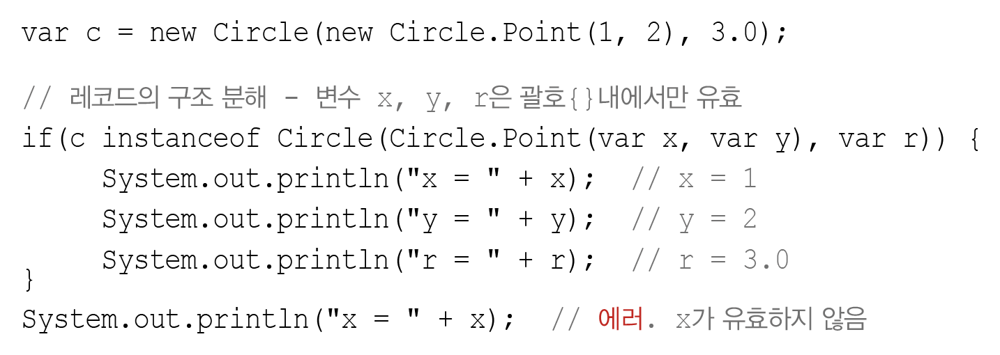 var c = new Circle(new Circle.Point(1, 2), 3.0);
// 레코드의 구조 분해 - 변수 x, y, r은 괄호{}내에서만 유효
if(c instanceof Circle(Circle.Point(var x, var y), var r)) {
System.out.println("x = " + x); // x = 1
System.out.println("y = " + y); // y = 2
System.out.println("r = " + r); // r = 3.0
}
System.out.println("x = " + x); // 에러. x가 유효하지 않음